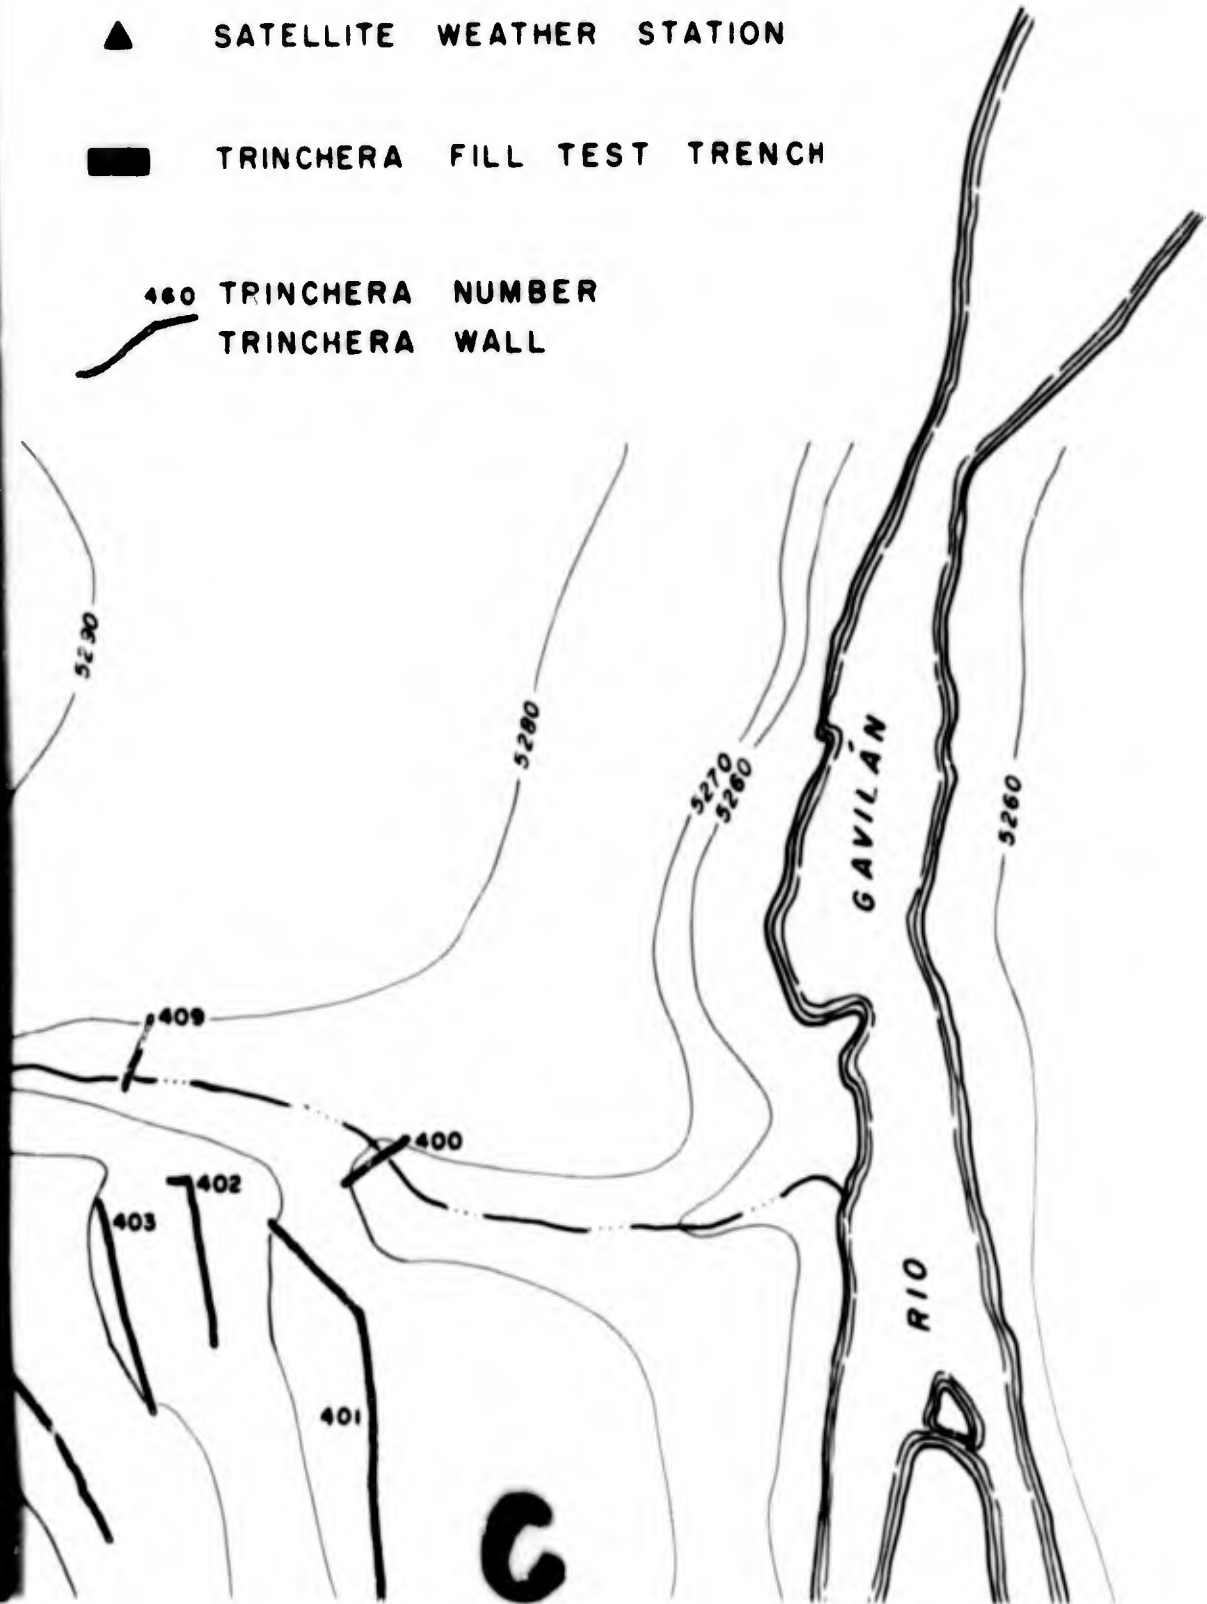 SATELLITE WEATHER STATION
TRINCHERA FILL TEST TRENCH
460 TRINCHERA NUMBER
TRINCHERA WALL
5290
5280
5270
5260
GAVILÁN
5260
409
400
402
403
RIO
401
C